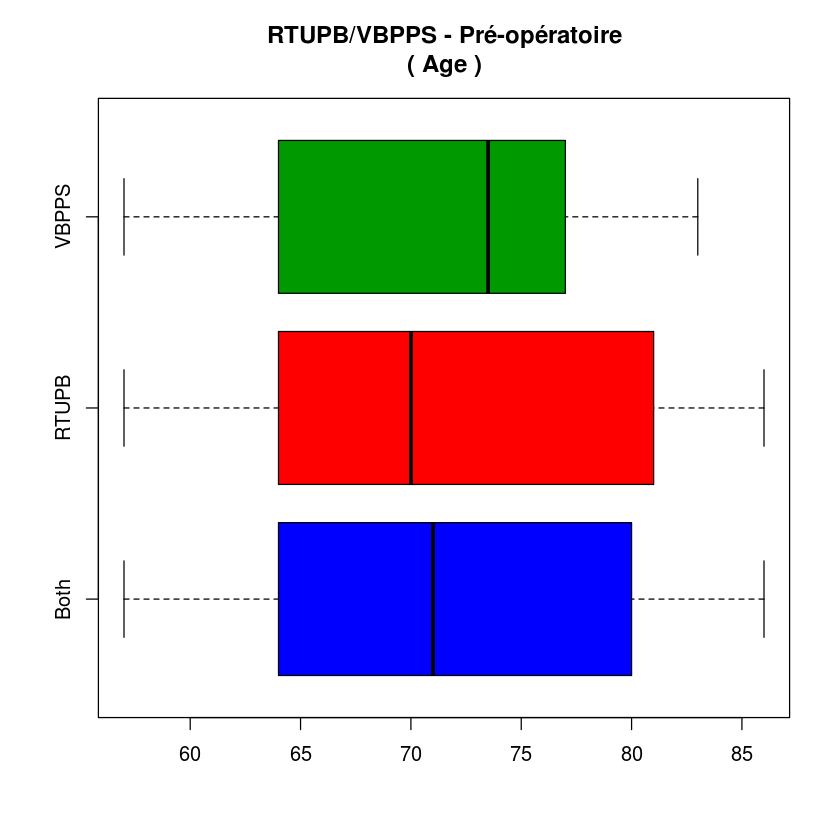 RTUPB/VBPPS - Pré-opératoire
( Age )
VBPPS
RTUPB
Both
60 65 70 75 80 85